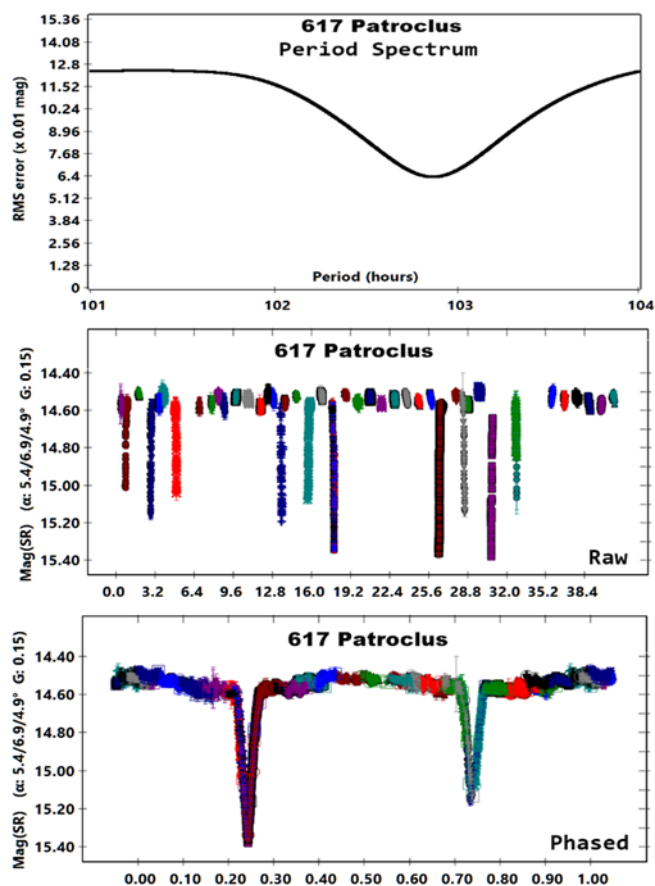 617 Patroclus
Period Spectrum
RMS error (x 0.01 mag)
15.36
14.08
12.8
11.52
10.24
8.96
7.68
6.4
5.12
3.84
2.56
1.28
0
Period (hours)
101 102 103 104
617 Patroclus
Mag(SR) (α: 5.4/6.9/4.9° G: 0.15)
14.40
14.60
14.80
15.00
15.20
15.40
Raw
0.0 3.2 6.4 9.6 12.8 16.0 19.2 22.4 25.6 28.8 32.0 35.2 38.4
617 Patroclus
Mag(SR) (α: 5.4/6.9/4.9° G: 0.15)
14.40
14.60
14.80
15.00
15.20
15.40
Phased
0.00 0.10 0.20 0.30 0.40 0.50 0.60 0.70 0.80 0.90 1.00